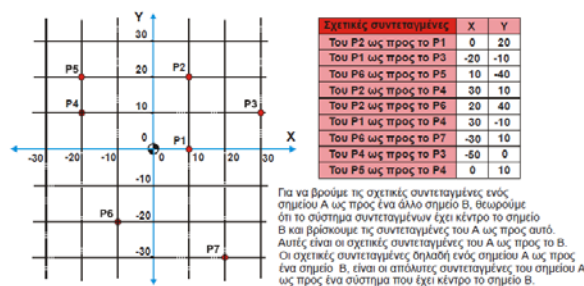 Y
30
P5
20
P2
P4
10
P3
0
P1
X
-30
-20
-10
0
10
20
30
-10
P6
-20
P7
-30
Σχετικές συντεταγμένες X Y
Του P2 ως προς το P1 0 20
Του P1 ως προς το P3 -20 -10
Του P6 ως προς το P5 10 -40
Του P2 ως προς το P4 30 10
Του P2 ως προς το P6 20 40
Του P1 ως προς το P4 30 -10
Του P6 ως προς το P7 -30 10
Του P4 ως προς το P3 -50 0
Του P5 ως προς το P4 0 10
Για να βρούμε τις σχετικές συντεταγμένες ενός
σημείου Α ως προς ένα άλλο σημείο Β, θεωρούμε
ότι το σύστημα συντεταγμένων έχει κέντρο το σημείο
Β και βρίσκουμε τις συντεταγμένες του Α ως προς αυτό.
Αυτές είναι οι σχετικές συντεταγμένες του Α ως προς το Β.
Οι σχετικές συντεταγμένες δηλαδή ενός σημείου Α ως προς
ένα σημείο Β, είναι οι απόλυτες συντεταγμένες του σημείου Α
ως προς ένα σύστημα που έχει κέντρο το σημείο Β.